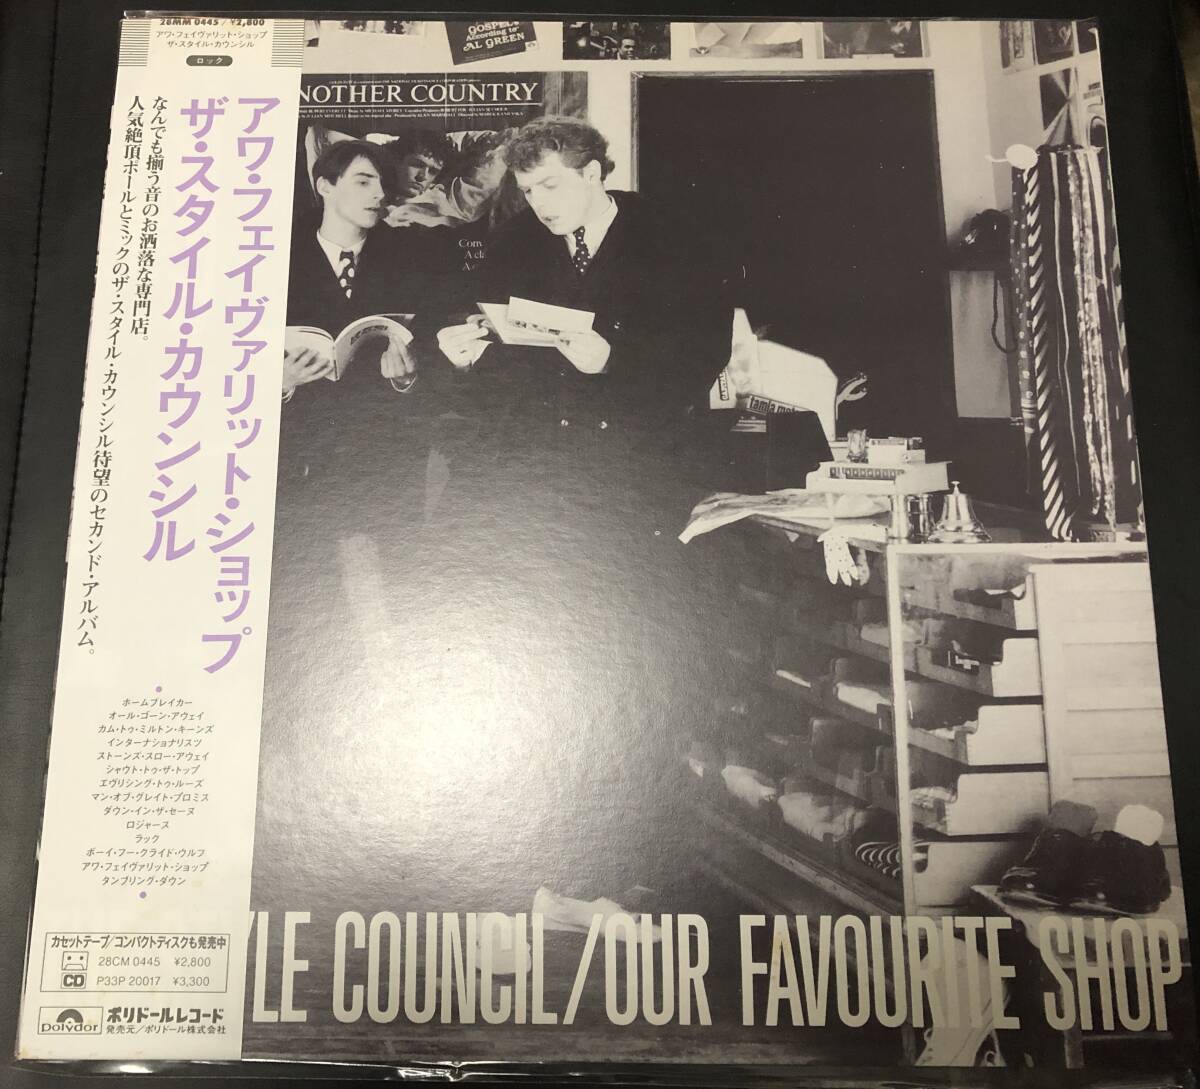 28MM 0445 / ¥2,800
アワ・フェイヴァリット・ショップ
ザ・スタイル・カウンシル
ロック
アワ・フェイヴァリット・ショップ
ザ・スタイル・カウンシル
なんでも揃う音のお洒落な専門店。
人気絶頂ポールとミックのザ・スタイル・カウンシル待望のセカンド・アルバム。
ホームブレイカー
オール・ゴーン・アウェイ
カム・トゥ・ミルトン・キーンズ
インターナショナリスツ
ストーンズ・スロー・アウェイ
シャウト・トゥ・ザ・トップ
エヴリシング・トゥ・ルーズ
マン・オブ・グレイト・プロミス
ダウン・イン・ザ・セーヌ
ロジャース
ラック
ボーイ・フー・クライド・ウルフ
アワ・フェイヴァリット・ショップ
タンブリング・ダウン
カセットテープ/コンパクトディスクも発売中
28CM 0445 ¥2,800
CD P33P 20017 ¥3,300
polydor
ポリドールレコード
発売元/ポリドール株式会社
GOSPEL
According to
AL GREEN
NOTHER COUNTRY
YLE COUNCIL/OUR FAVOURITE SHOP